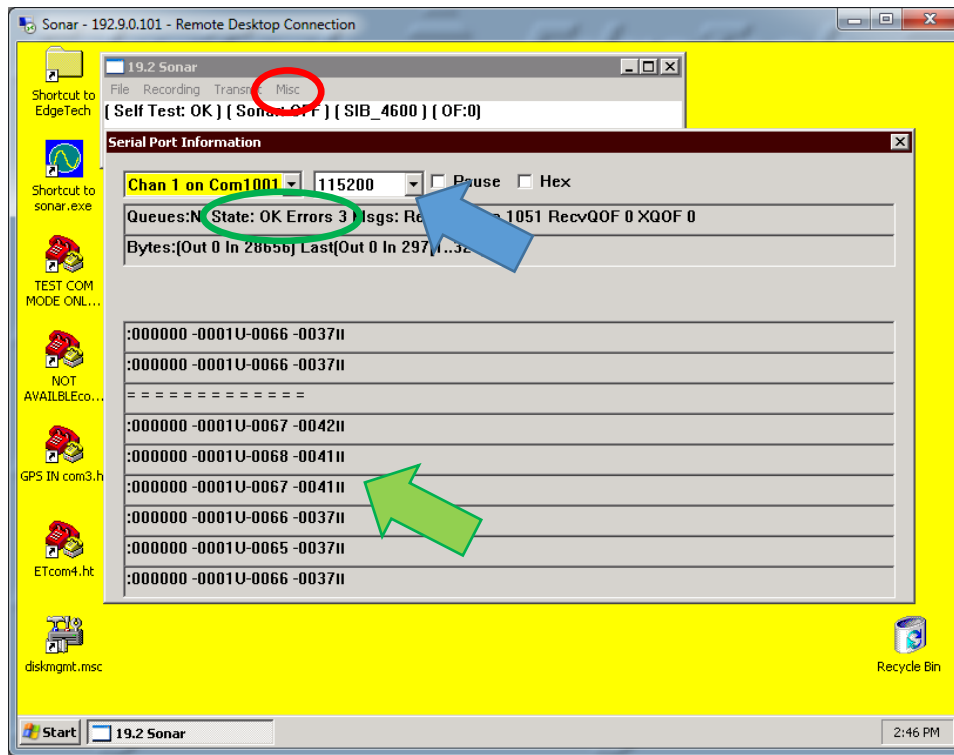 Sonar - 192.9.0.101 - Remote Desktop Connection
Shortcut to
EdgeTech
Shortcut to
sonar.exe
TEST COM
MODE ONL...
NOT
AVAILBLEco...
GPS IN com3.h
ETcom4.ht
diskmgmt.msc
19.2 Sonar
File Recording Transmit Misc
( Self Test: OK ) ( Sonar: OFF ) ( SIB_4600 ) ( OF:0)
Serial Port Information
Chan 1 on Com1001 115200 Pause Hex
Queues:N State: OK Errors 3 Msgs: 1051 RecvQOF 0 XQOF 0
Bytes:(Out 0 In 28656) Last(Out 0 In 297
:000000 -0001U-0066 -0037II
:000000 -0001U-0066 -0037II
= = = = = = = = = = = = =
:000000 -0001U-0067 -0042II
:000000 -0001U-0068 -0041II
:000000 -0001U-0067 -0041II
:000000 -0001U-0066 -0037II
:000000 -0001U-0065 -0037II
:000000 -0001U-0066 -0037II
Recycle Bin
Start 19.2 Sonar 2:46 PM